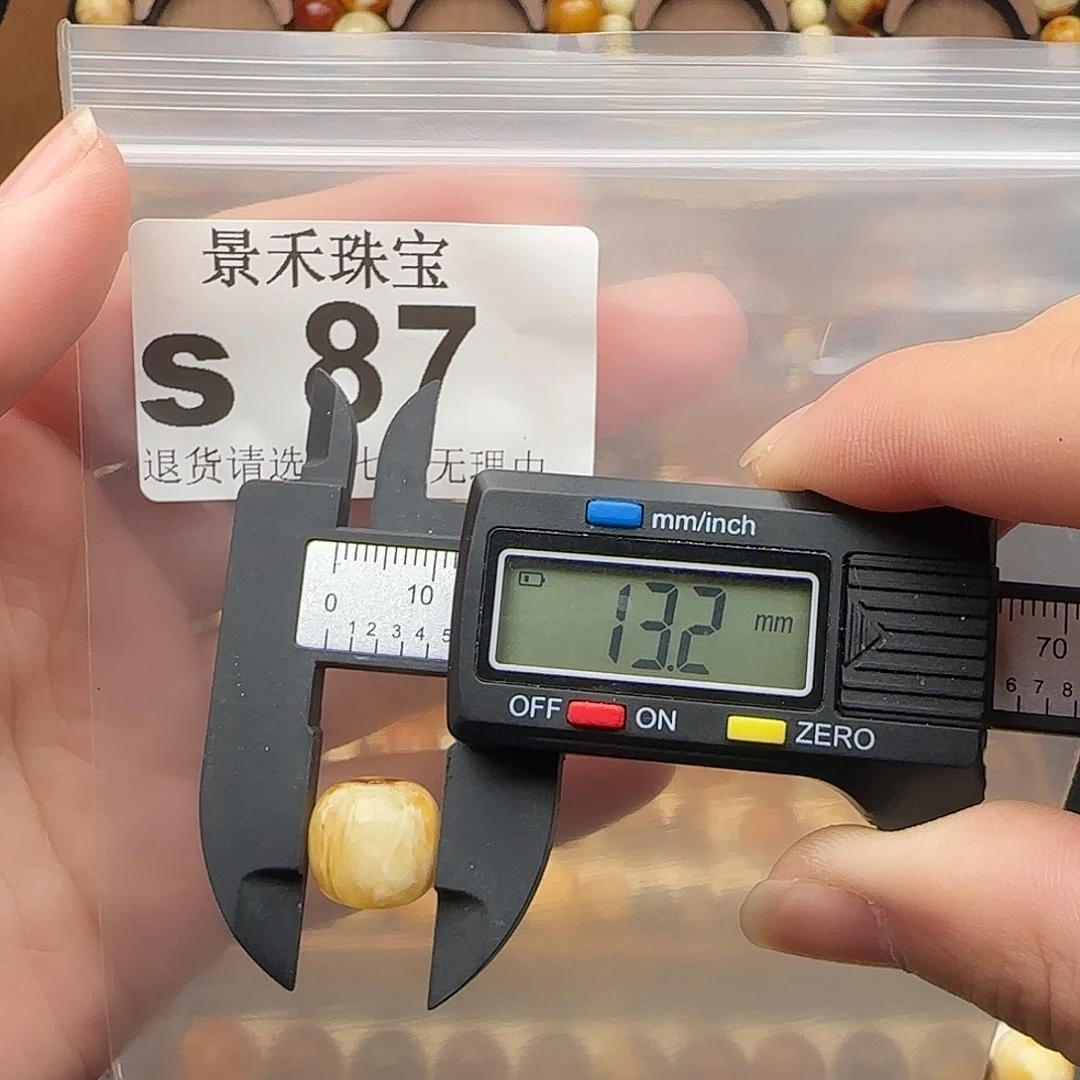 景禾珠宝
s 87
退货请选 七 无理由
mm/inch
13.2 mm
0 10
1 2 3 4 5
70
6 7 8
OFF ON ZERO